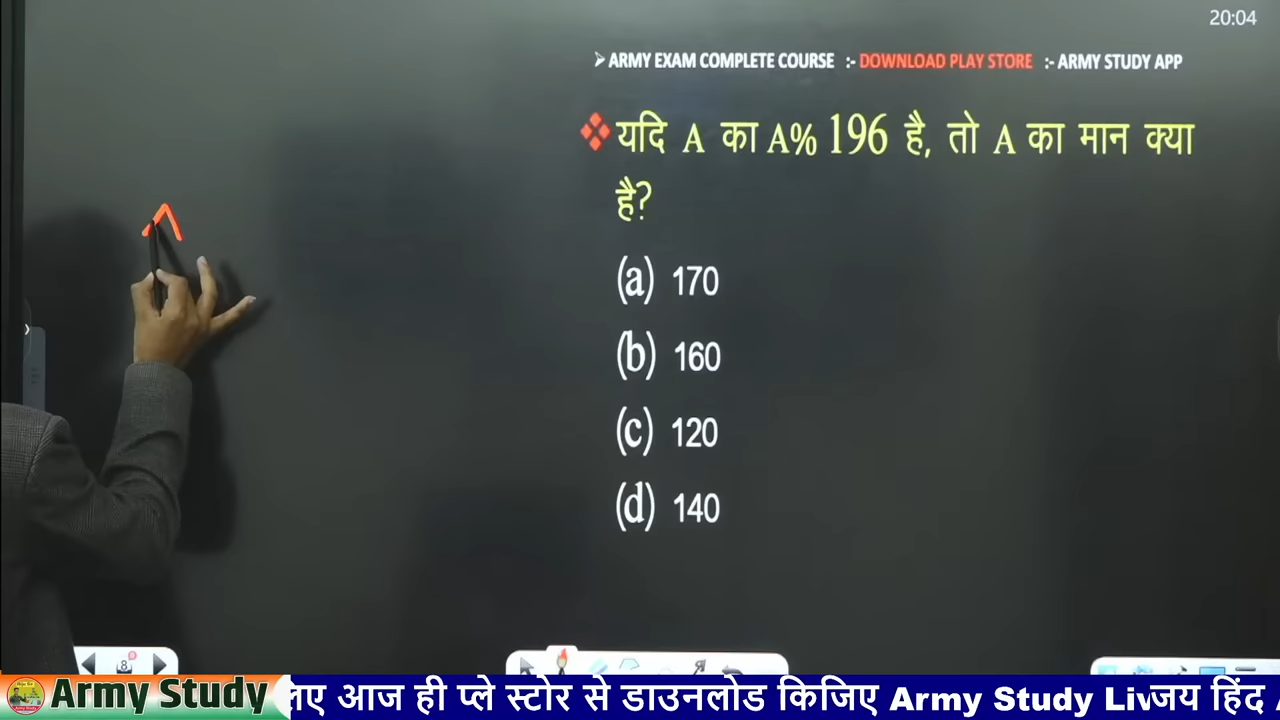 20:04
➢ ARMY EXAM COMPLETE COURSE :- DOWNLOAD PLAY STORE :- ARMY STUDY APP
❖ यदि A का A% 196 है, तो A का मान क्या
है?
(a) 170
(b) 160
(c) 120
(d) 140
8
Army Study लिए आज ही प्ले स्टोर से डाउनलोड किजिए Army Study Liv जय हिंद